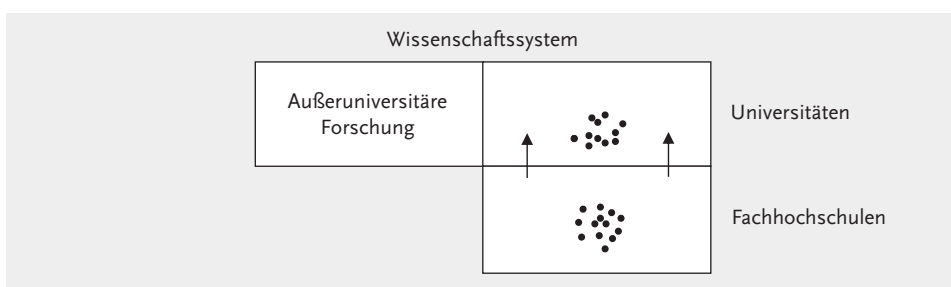 Wissenschaftssystem
Außeruniversitäre
Forschung
Universitäten
Fachhochschulen